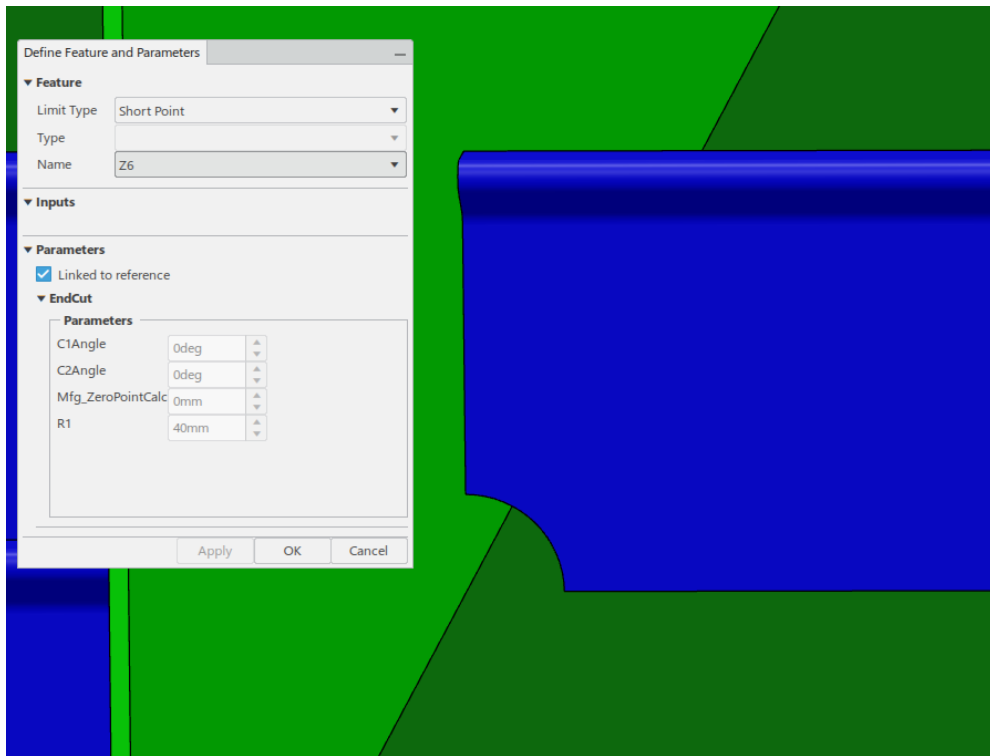 Define Feature and Parameters
Feature
Limit Type Short Point
Type
Name Z6
Inputs
Parameters
Linked to reference
EndCut
Parameters
C1Angle 0deg
C2Angle 0deg
Mfg_ZeroPointCalc 0mm
R1 40mm
Apply OK Cancel